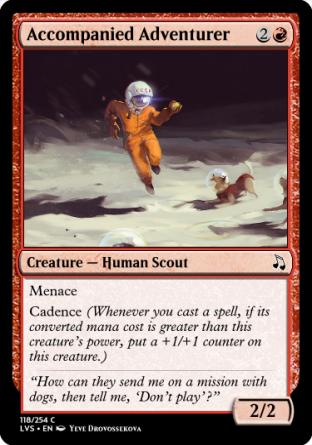 Accompanied Adventurer 2
Creature — Human Scout
Menace
Cadence (Whenever you cast a spell, if its
converted mana cost is greater than this
creature's power, put a +1/+1 counter on
this creature.)
“How can they send me on a mission with
dogs, then tell me, ‘Don't play’?”
2/2
118/254 C
LVS • EN Yeve Drovossekova